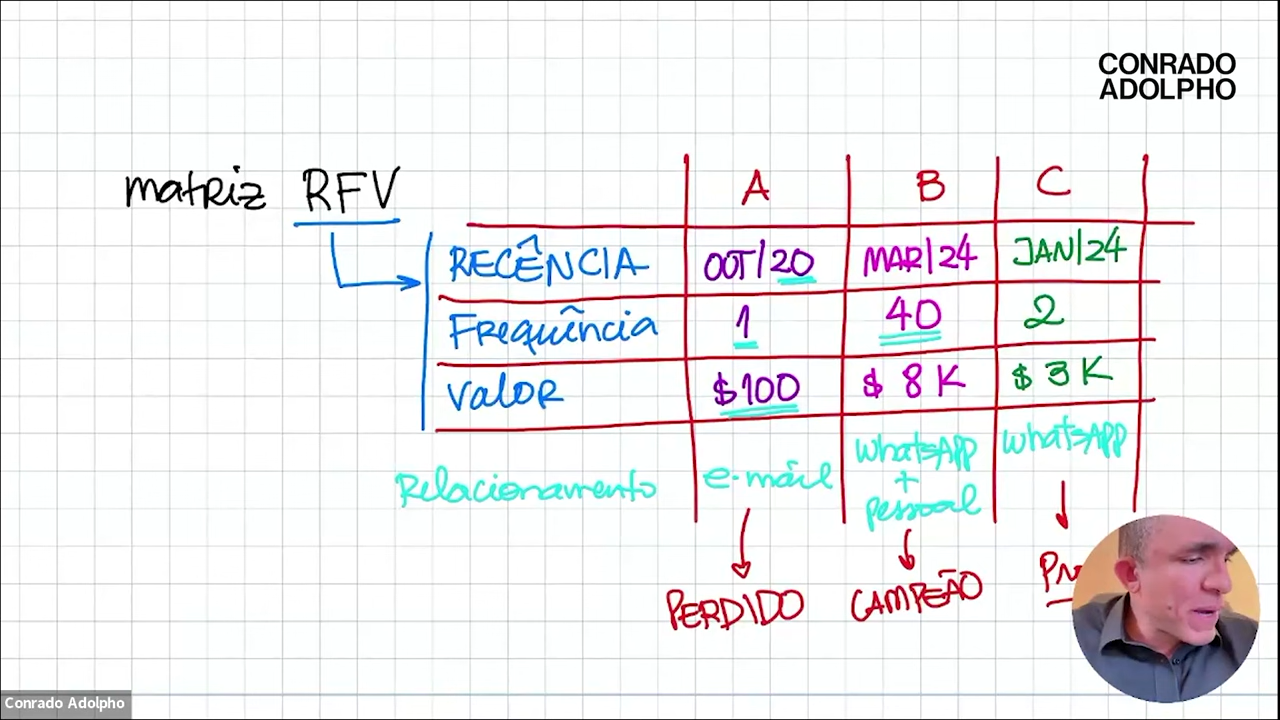 CONRADO
ADOLPHO
matriz RFV
A B C
RECÊNCIA OUT/20 MAR/24 JAN/24
Frequência 1 40 2
Valor $100 $ 8 K $ 3 K
Relacionamento e-mail WhatsApp + pessoal WhatsApp
PERDIDO CAMPEÃO
Conrado Adolpho